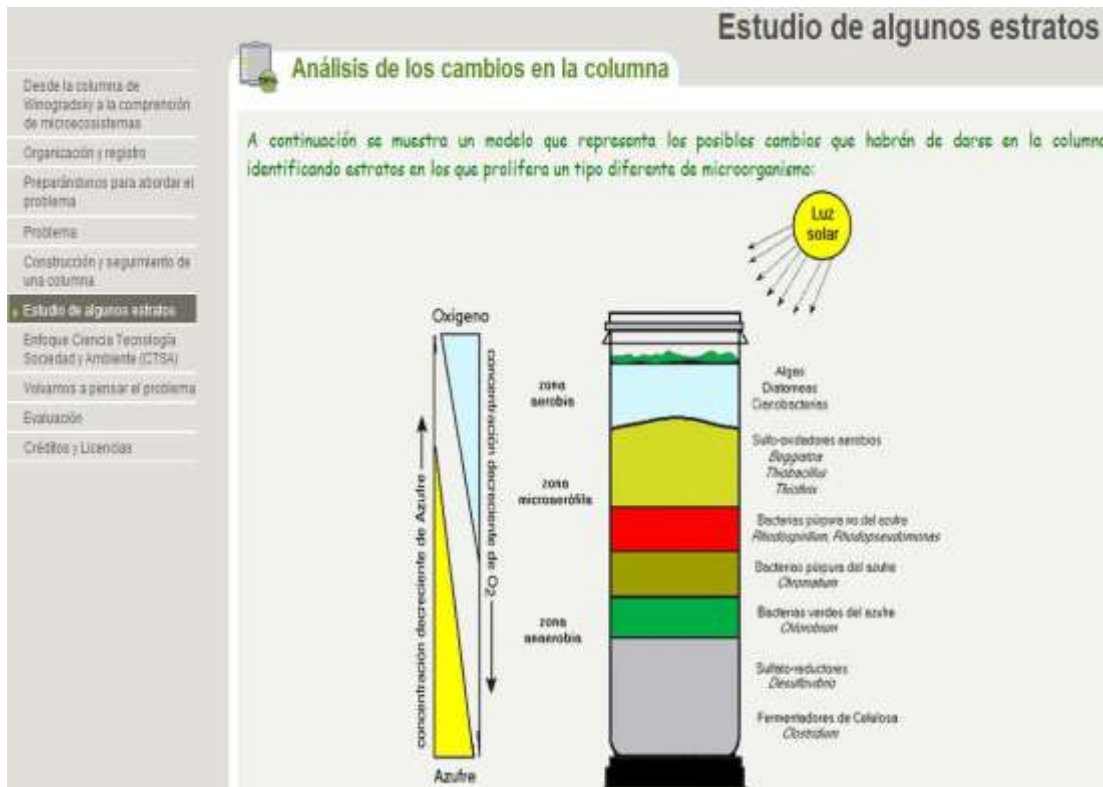 Estudio de algunos estratos
Desde la columna de
Winogradsky a la comprensión
de microecosistemas
Organización y registro
Preparándonos para abordar el
problema
Problema
Construcción y seguimiento de
una columna
Estudio de algunos estratos
Enfoque Ciencia Tecnología
Sociedad y Ambiente (CTSA)
Volvamos a pensar el problema
Evaluación
Créditos y Licencias
Análisis de los cambios en la columna
A continuación se muestra un modelo que representa los posibles cambios que habrán de darse en la columna
identificando estratos en los que prolifera un tipo diferente de microorganismo:
Luz
solar
Oxígeno
concentración decreciente de Azufre
concentración decreciente de O2
Azufre
zona
aerobia
zona
microaerófila
zona
anaerobia
Algas
Diatomeas
Cianobacterias
Sulfo-oxidadores aerobios
Beggiatoa
Thiobacillus
Thiothrix
Bacterias púrpura no del azufre
Rhodospirillum, Rhodopseudomonas
Bacterias púrpura del azufre
Chromatium
Bacterias verdes del azufre
Chlorobium
Sulfato-reductores
Desulfovibrio
Fermentadores de Celulosa
Clostridium